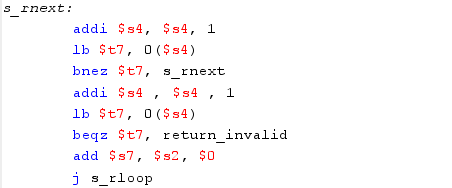 s_rnext:
addi $s4, $s4, 1
lb $t7, 0($s4)
bnez $t7, s_rnext
addi $s4 , $s4 , 1
lb $t7, 0($s4)
beqz $t7, return_invalid
add $s7, $s2, $0
j s_rloop